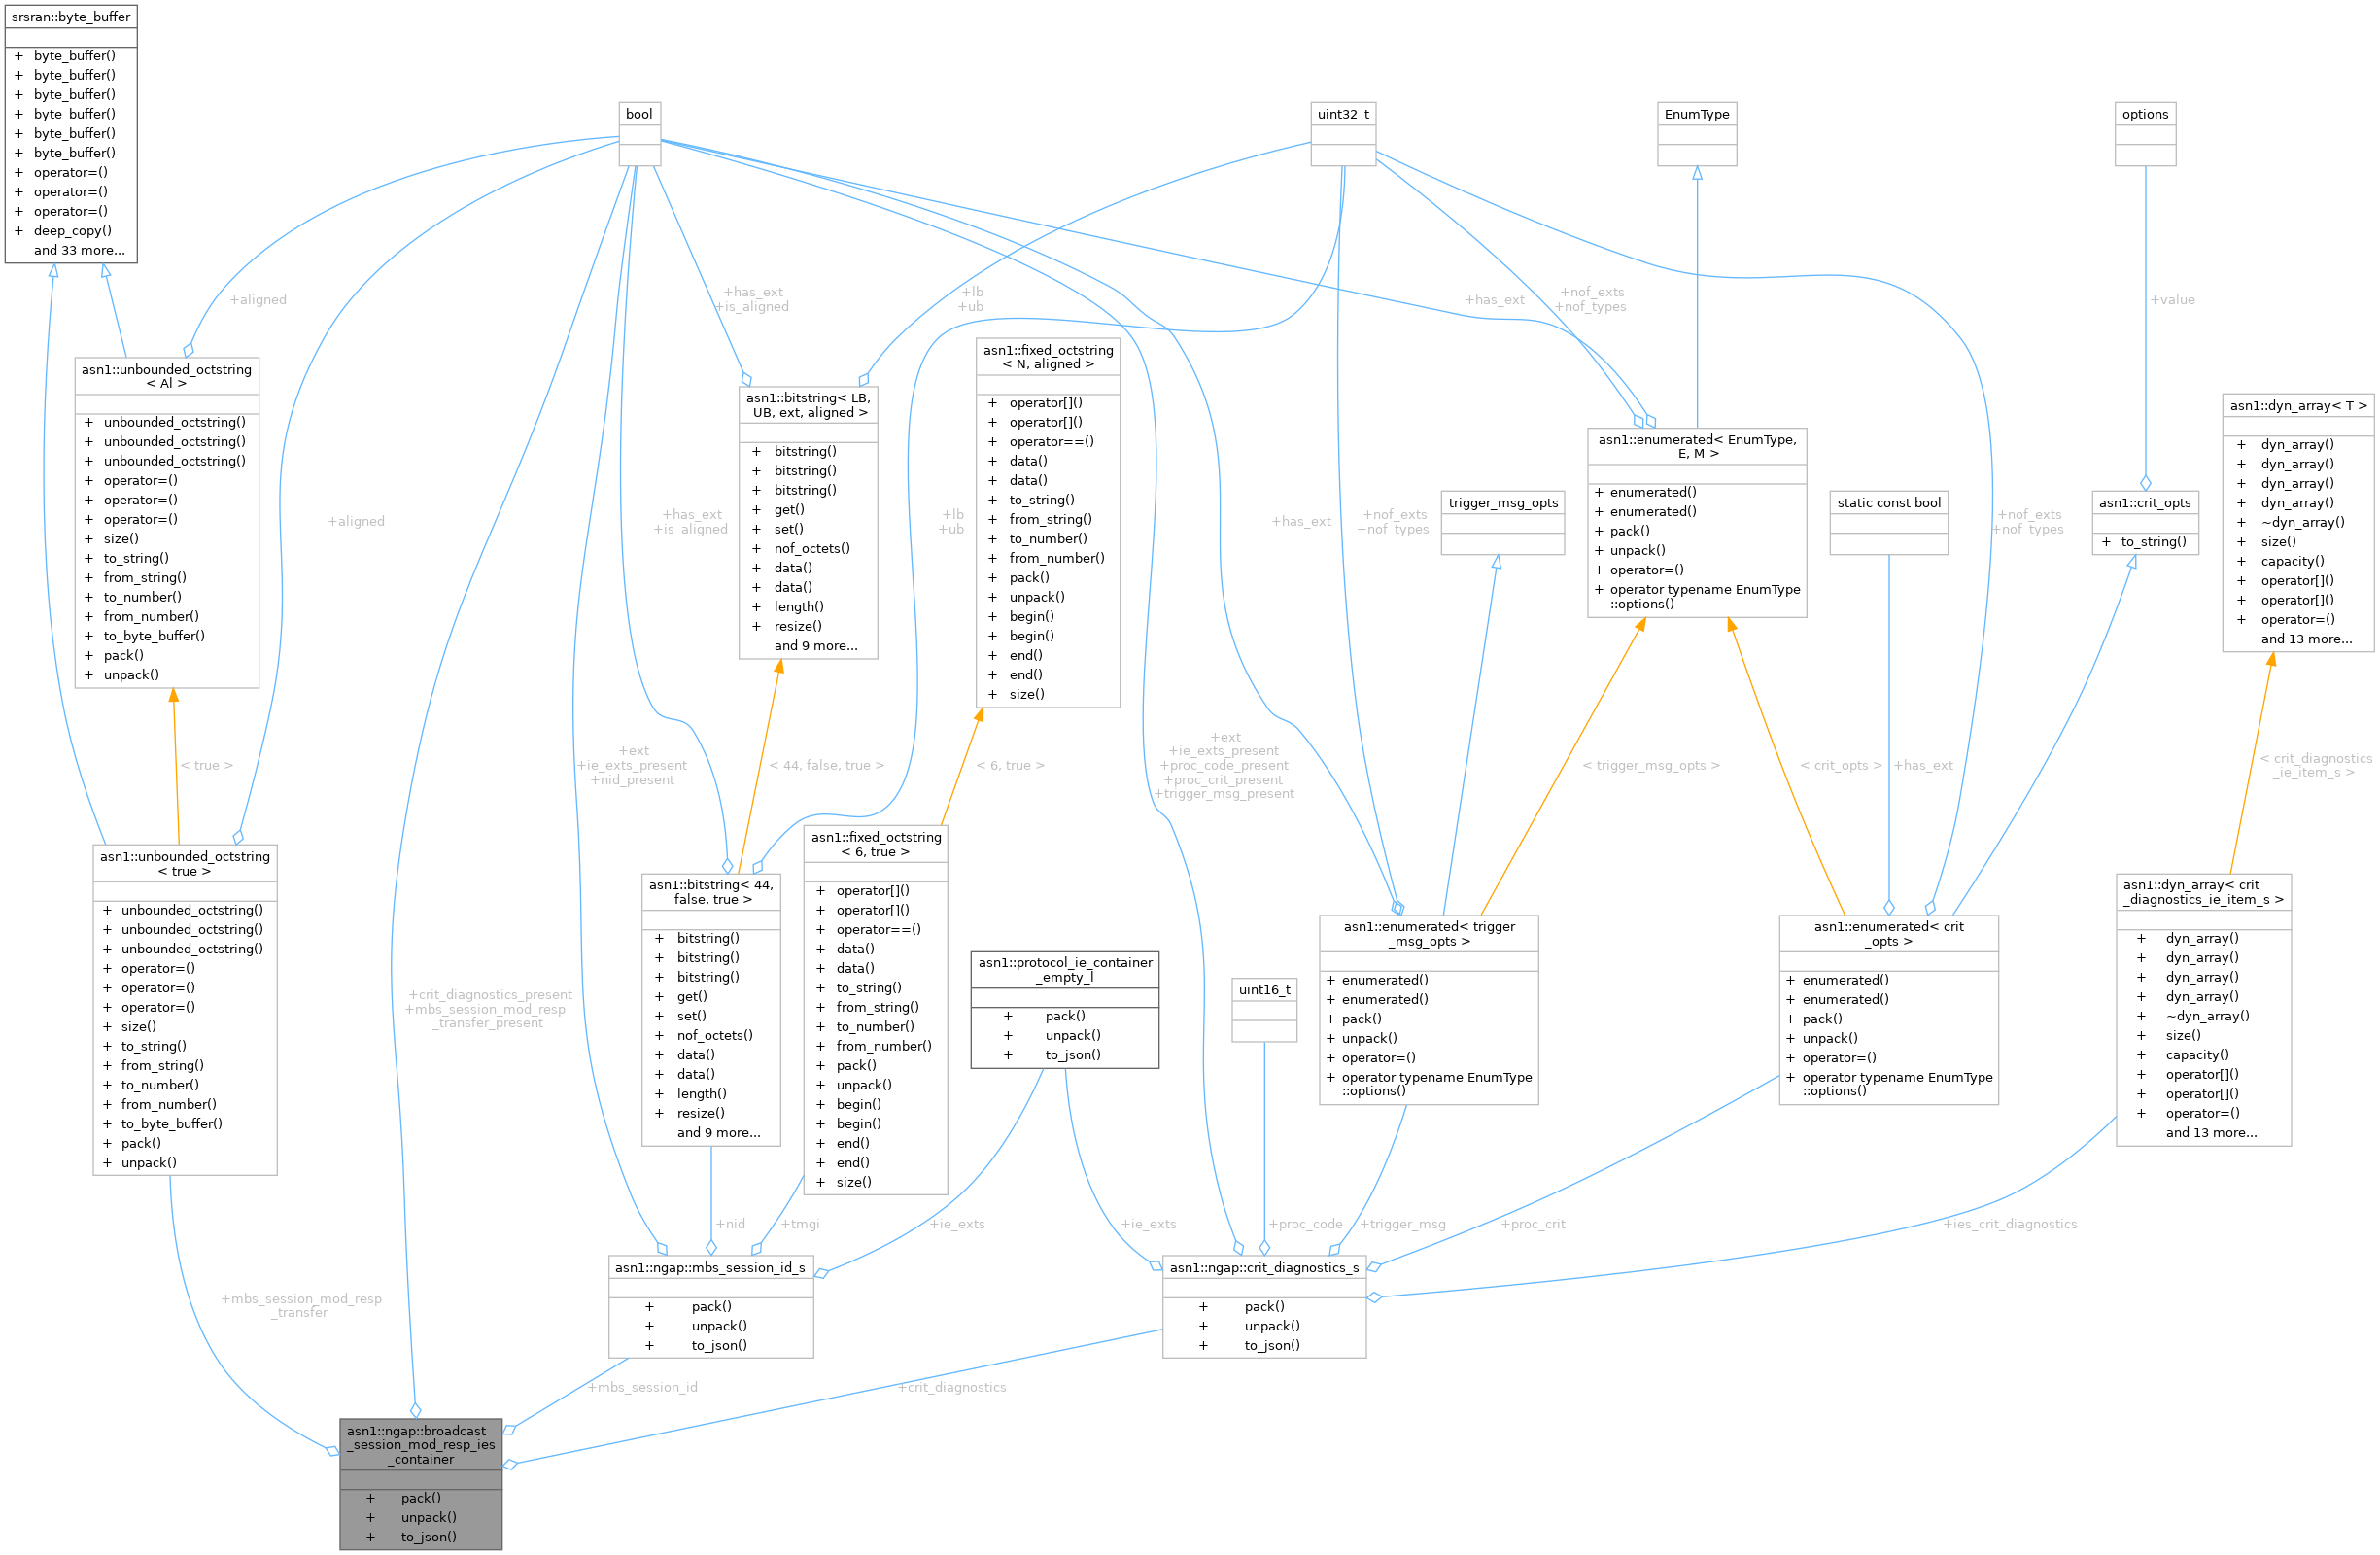 srsran::byte_buffer
+ byte_buffer()
+ byte_buffer()
+ byte_buffer()
+ byte_buffer()
+ byte_buffer()
+ byte_buffer()
+ operator=()
+ operator=()
+ operator=()
+ deep_copy()
and 33 more...
bool
uint32_t
EnumType
options
+aligned
+has_ext
+is_aligned
+lb
+ub
+has_ext
+nof_exts
+nof_types
+value
asn1::unbounded_octstring
< Al >
+ unbounded_octstring()
+ unbounded_octstring()
+ unbounded_octstring()
+ operator=()
+ operator=()
+ operator=()
+ size()
+ to_string()
+ from_string()
+ to_number()
+ from_number()
+ to_byte_buffer()
+ pack()
+ unpack()
+aligned
+has_ext
+is_aligned
asn1::bitstring< LB,
UB, ext, aligned >
+ bitstring()
+ bitstring()
+ bitstring()
+ get()
+ set()
+ nof_octets()
+ data()
+ data()
+ length()
+ resize()
and 9 more...
+lb
+ub
asn1::fixed_octstring
< N, aligned >
+ operator[]()
+ operator[]()
+ operator==()
+ data()
+ data()
+ to_string()
+ from_string()
+ to_number()
+ from_number()
+ pack()
+ unpack()
+ begin()
+ begin()
+ end()
+ end()
+ size()
+has_ext
+nof_exts
+nof_types
trigger_msg_opts
asn1::enumerated< EnumType,
E, M >
+ enumerated()
+ enumerated()
+ pack()
+ unpack()
+ operator=()
+ operator typename EnumType
::options()
static const bool
+nof_exts
+nof_types
asn1::crit_opts
+ to_string()
asn1::dyn_array< T >
+ dyn_array()
+ dyn_array()
+ dyn_array()
+ dyn_array()
+ ~dyn_array()
+ size()
+ capacity()
+ operator[]()
+ operator[]()
+ operator=()
and 13 more...
< true >
+ext
+ie_exts_present
+nid_present
< 44, false, true >
< 6, true >
+ext
+ie_exts_present
+proc_code_present
+proc_crit_present
+trigger_msg_present
< trigger_msg_opts >
< crit_opts >
+has_ext
< crit_diagnostics
_ie_item_s >
asn1::unbounded_octstring
< true >
+ unbounded_octstring()
+ unbounded_octstring()
+ unbounded_octstring()
+ operator=()
+ operator=()
+ operator=()
+ size()
+ to_string()
+ from_string()
+ to_number()
+ from_number()
+ to_byte_buffer()
+ pack()
+ unpack()
+crit_diagnostics_present
+mbs_session_mod_resp
_transfer_present
asn1::bitstring< 44,
false, true >
+ bitstring()
+ bitstring()
+ bitstring()
+ get()
+ set()
+ nof_octets()
+ data()
+ data()
+ length()
+ resize()
and 9 more...
asn1::fixed_octstring
< 6, true >
+ operator[]()
+ operator[]()
+ operator==()
+ data()
+ data()
+ to_string()
+ from_string()
+ to_number()
+ from_number()
+ pack()
+ unpack()
+ begin()
+ begin()
+ end()
+ end()
+ size()
asn1::protocol_ie_container
_empty_l
+ pack()
+ unpack()
+ to_json()
uint16_t
asn1::enumerated< trigger
_msg_opts >
+ enumerated()
+ enumerated()
+ pack()
+ unpack()
+ operator=()
+ operator typename EnumType
::options()
asn1::enumerated< crit
_opts >
+ enumerated()
+ enumerated()
+ pack()
+ unpack()
+ operator=()
+ operator typename EnumType
::options()
asn1::dyn_array< crit
_diagnostics_ie_item_s >
+ dyn_array()
+ dyn_array()
+ dyn_array()
+ dyn_array()
+ ~dyn_array()
+ size()
+ capacity()
+ operator[]()
+ operator[]()
+ operator=()
and 13 more...
+mbs_session_mod_resp
_transfer
+nid
+tmgi
+ie_exts
+ie_exts
+proc_code
+trigger_msg
+proc_crit
+ies_crit_diagnostics
asn1::ngap::mbs_session_id_s
+ pack()
+ unpack()
+ to_json()
asn1::ngap::crit_diagnostics_s
+ pack()
+ unpack()
+ to_json()
+mbs_session_id
+crit_diagnostics
asn1::ngap::broadcast
_session_mod_resp_ies
_container
+ pack()
+ unpack()
+ to_json()